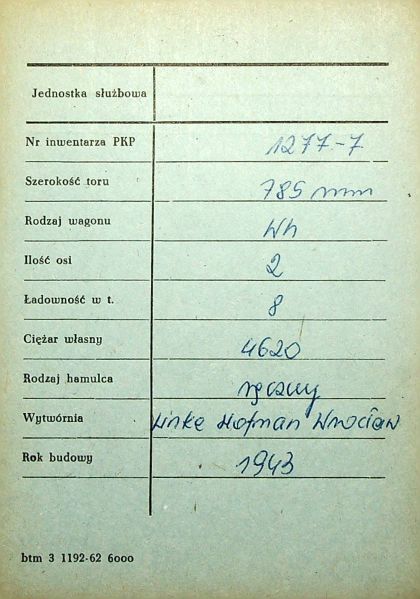 Jednostka służbowa
Nr inwentarza PKP 1277-7
Szerokość toru 785 mm
Rodzaj wagonu Wh
Ilość osi 2
Ładowność w t. 8
Ciężar własny 4620
Rodzaj hamulca ręczny
Wytwórnia Linke Hofman Wrocław
Rok budowy 1943
btm 3 1192-62 6000